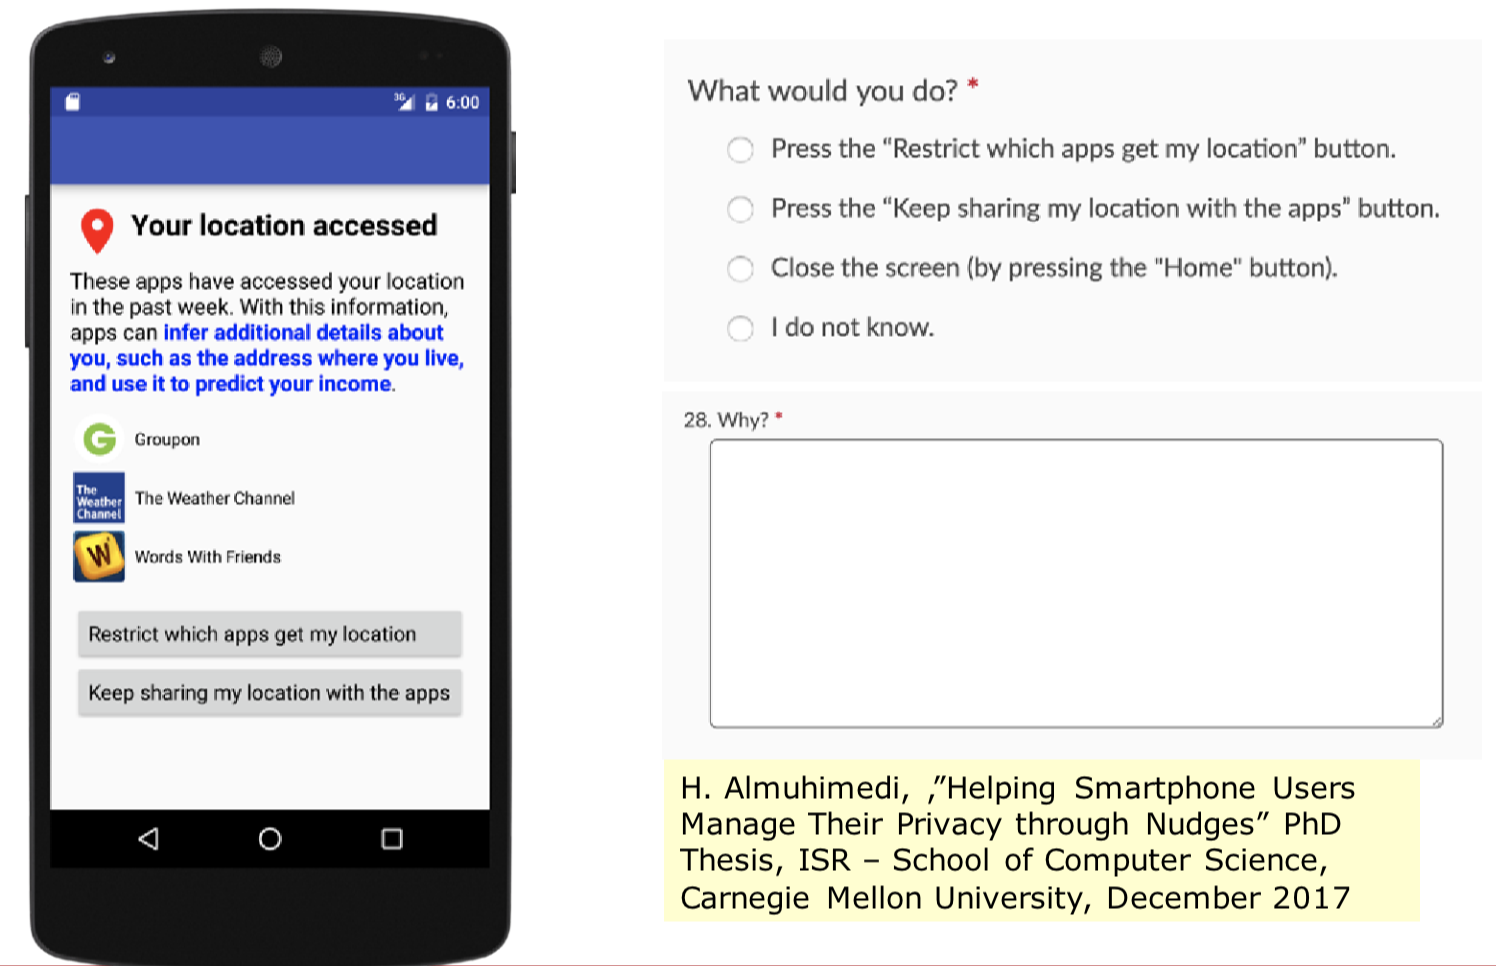 3G 6:00
Your location accessed
These apps have accessed your location
in the past week. With this information,
apps can infer additional details about
you, such as the address where you live,
and use it to predict your income.
G Groupon
The
Weather
Channel
The Weather Channel
W Words With Friends
Restrict which apps get my location
Keep sharing my location with the apps
What would you do? *
Press the “Restrict which apps get my location” button.
Press the “Keep sharing my location with the apps” button.
Close the screen (by pressing the "Home" button).
I do not know.
28. Why? *
H. Almuhimedi, ,”Helping Smartphone Users
Manage Their Privacy through Nudges” PhD
Thesis, ISR – School of Computer Science,
Carnegie Mellon University, December 2017